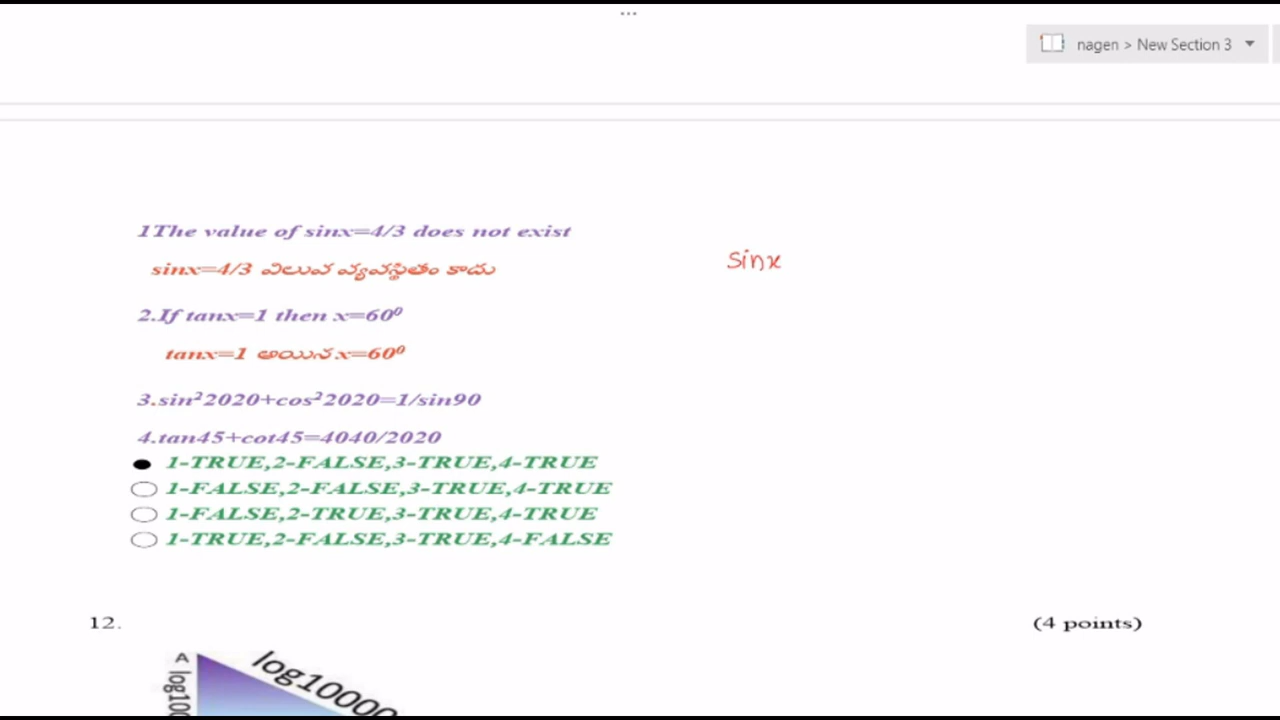 ...
nagen > New Section 3
1The value of sinx=4/3 does not exist
sinx=4/3 విలువ వ్యవస్థితం కాదు
sinx
2.If tanx=1 then x=60⁰
tanx=1 అయిన x=60⁰
3.sin²2020+cos²2020=1/sin90
4.tan45+cot45=4040/2020
1-TRUE,2-FALSE,3-TRUE,4-TRUE
1-FALSE,2-FALSE,3-TRUE,4-TRUE
1-FALSE,2-TRUE,3-TRUE,4-TRUE
1-TRUE,2-FALSE,3-TRUE,4-FALSE
12.
(4 points)
A
log10000